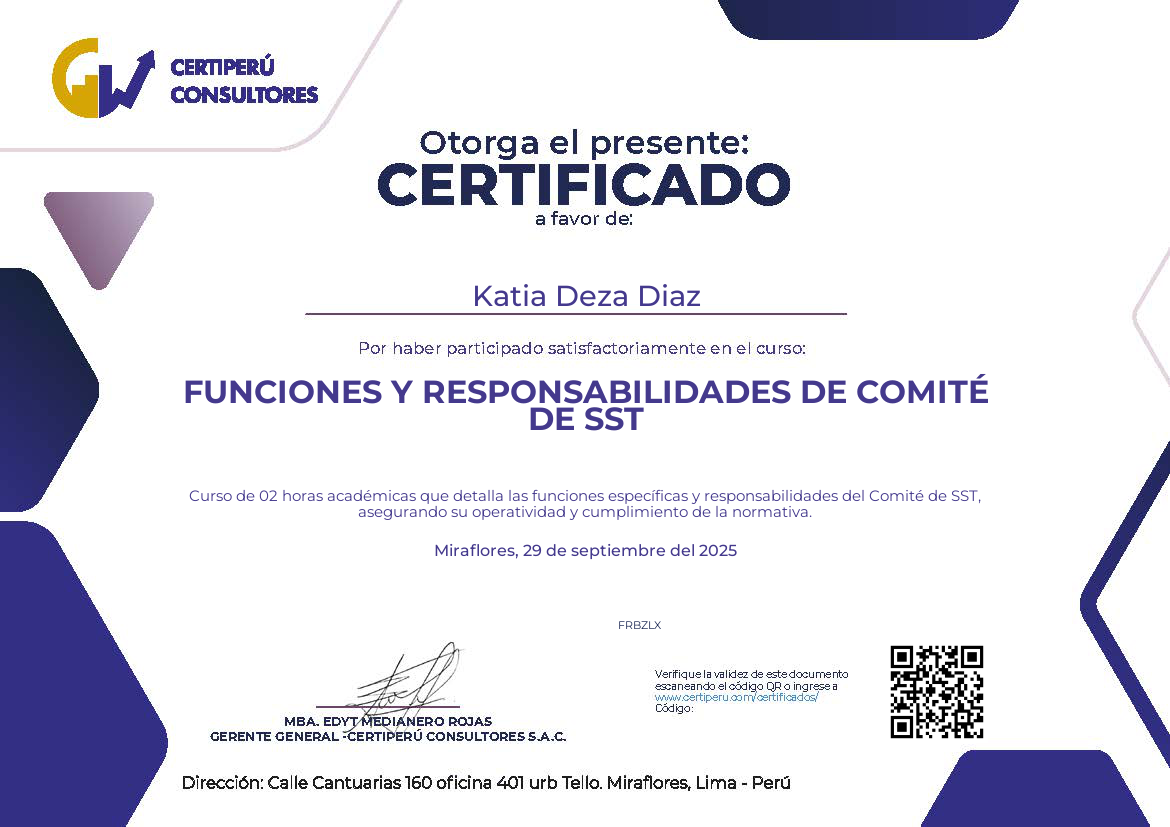 CERTIPERÚ
CONSULTORES
Otorga el presente:
CERTIFICADO
a favor de:
Katia Deza Diaz
Por haber participado satisfactoriamente en el curso:
FUNCIONES Y RESPONSABILIDADES DE COMITÉ
DE SST
Curso de 02 horas académicas que detalla las funciones específicas y responsabilidades del Comité de SST,
asegurando su operatividad y cumplimiento de la normativa.
Miraflores, 29 de septiembre del 2025
FRBZLX
Verifique la validez de este documento
escaneando el código QR o ingrese a
www.certiperu.com/certificados/
Código:
MBA. EDYT MEDIANERO ROJAS
GERENTE GENERAL -CERTIPERÚ CONSULTORES S.A.C.
Dirección: Calle Cantuarias 160 oficina 401 urb Tello. Miraflores, Lima - Perú